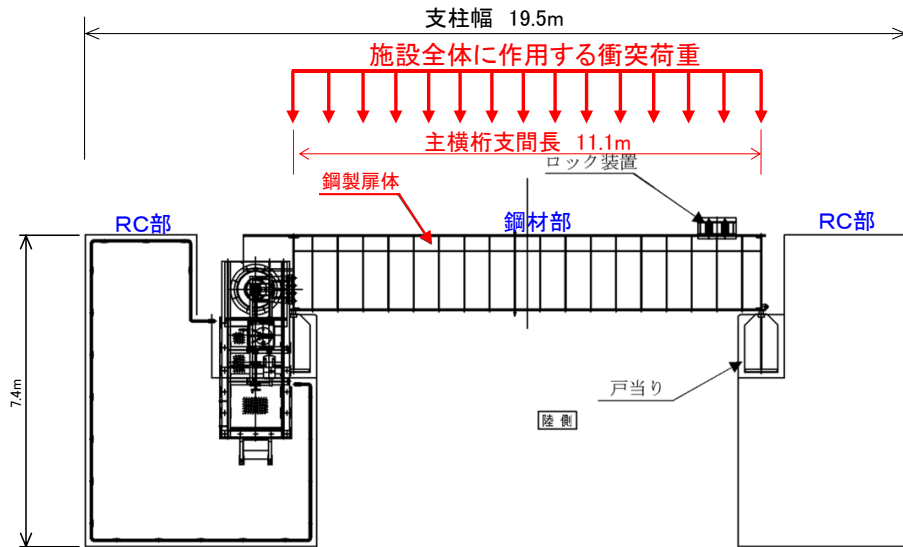 支柱幅 19.5m
施設全体に作用する衝突荷重
主横桁支間長 11.1m
ロック装置
鋼製扉体
RC部
鋼材部
RC部
7.4m
戸当り
陸 側